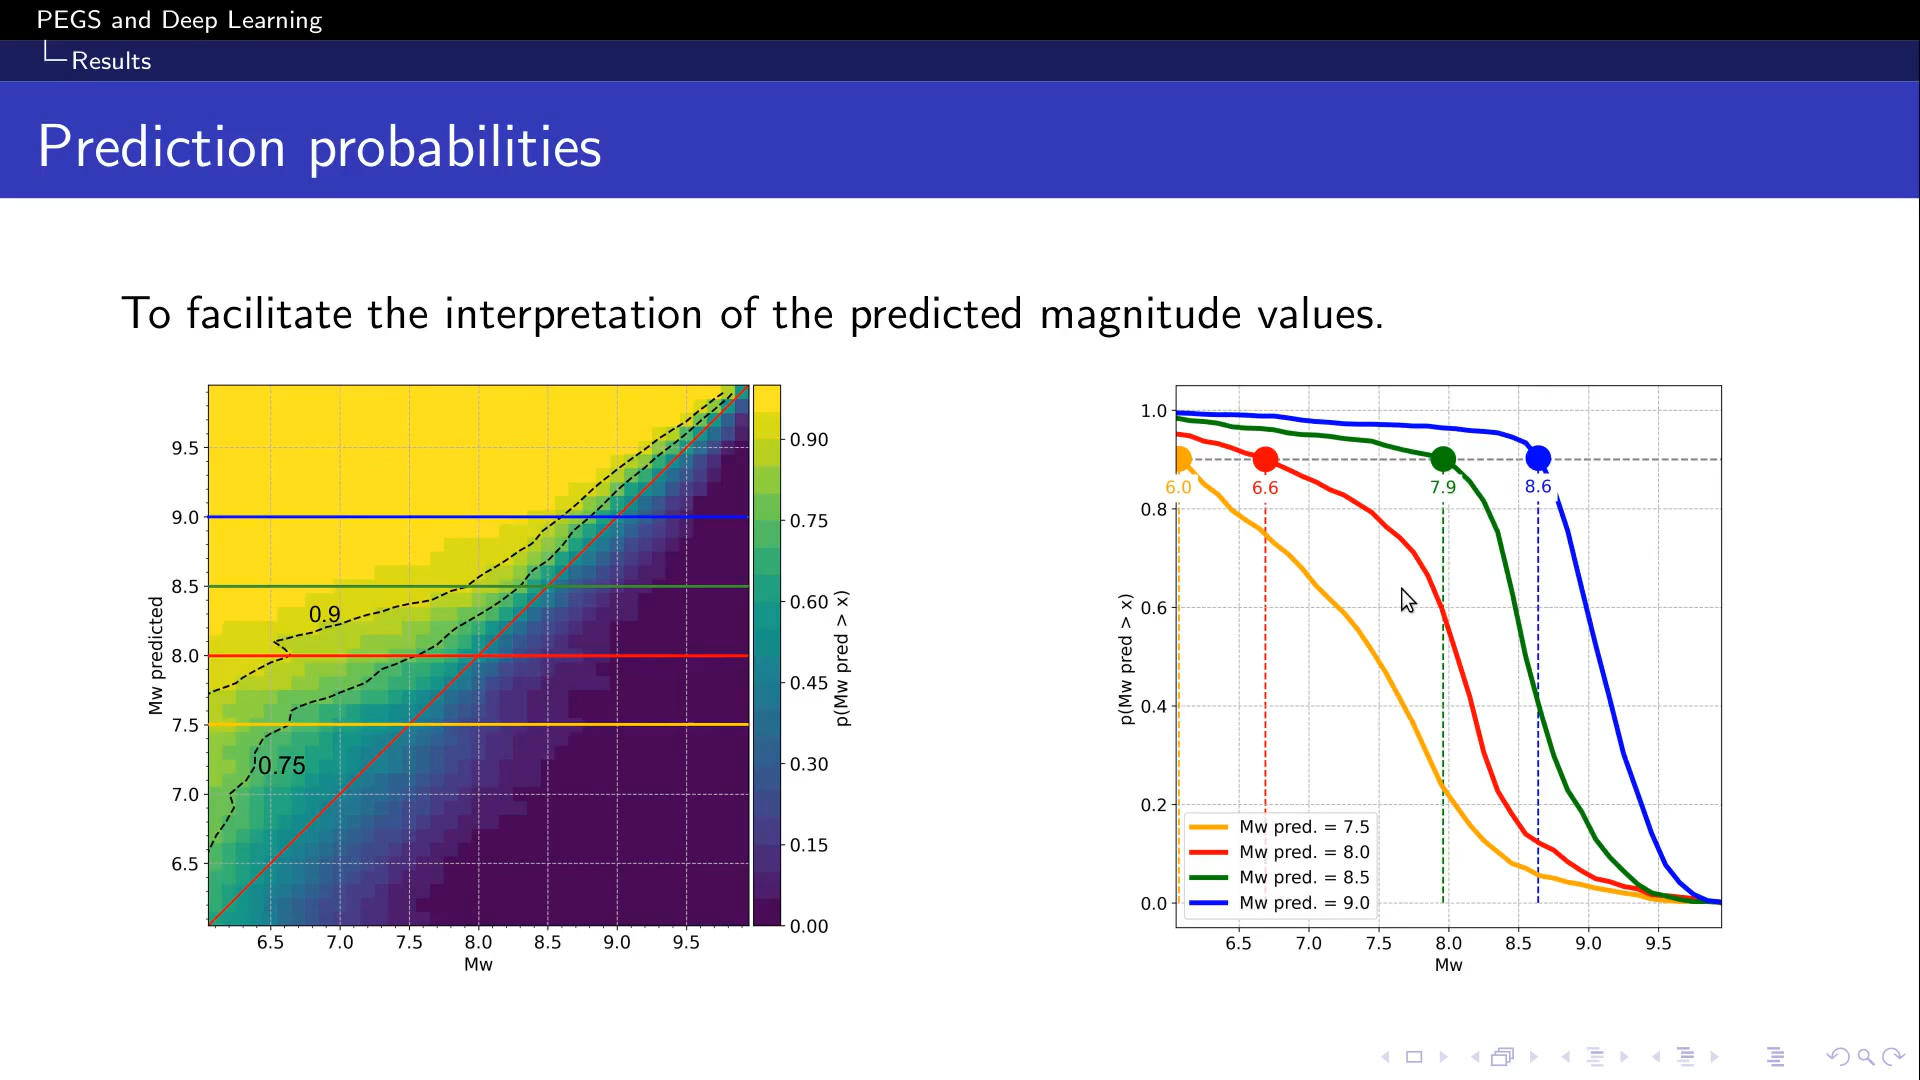 PEGS and Deep Learning
Results
Prediction probabilities
To facilitate the interpretation of the predicted magnitude values.
Mw predicted
9.5
9.0
8.5
8.0
7.5
7.0
6.5
0.9
0.75
6.5 7.0 7.5 8.0 8.5 9.0 9.5
Mw
0.90
0.75
0.60
0.45
0.30
0.15
0.00
p(Mw pred > x)
p(Mw pred > x)
1.0
0.8
0.6
0.4
0.2
0.0
6.0 6.6 7.9 8.6
Mw pred. = 7.5
Mw pred. = 8.0
Mw pred. = 8.5
Mw pred. = 9.0
6.5 7.0 7.5 8.0 8.5 9.0 9.5
Mw